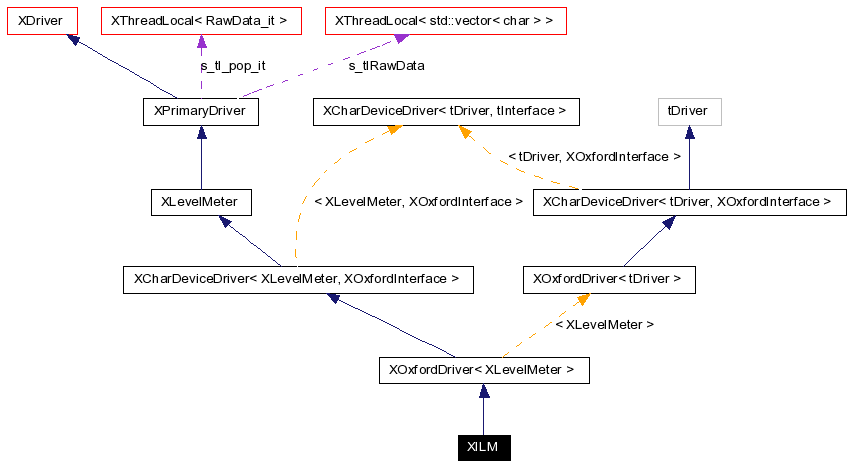 XDriver
XThreadLocal< RawData_it >
XThreadLocal< std::vector< char > >
s_tl_pop_it
s_tlRawData
XPrimaryDriver
XCharDeviceDriver< tDriver, tInterface >
tDriver
< tDriver, XOxfordInterface >
XLevelMeter
< XLevelMeter, XOxfordInterface >
XCharDeviceDriver< tDriver, XOxfordInterface >
XCharDeviceDriver< XLevelMeter, XOxfordInterface >
XOxfordDriver< tDriver >
< XLevelMeter >
XOxfordDriver< XLevelMeter >
XILM